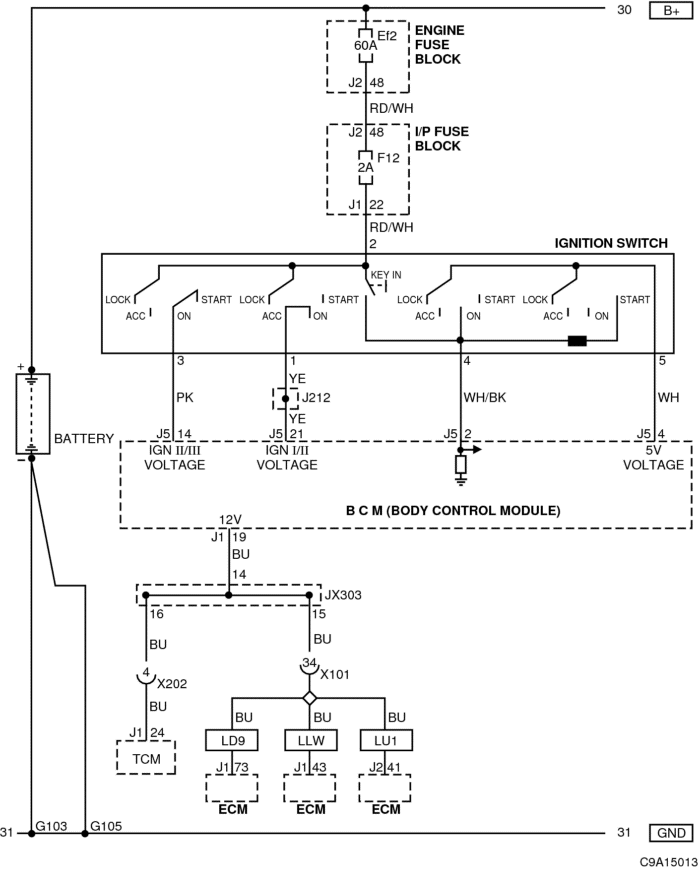 30 B+
Ef2
60A
ENGINE
FUSE
BLOCK
J2 48
RD/WH
J2 48
I/P FUSE
BLOCK
F12
2A
J1 22
RD/WH
2
IGNITION SWITCH
KEY IN
LOCK START LOCK START LOCK START LOCK START
ACC ON ACC ON ACC ON ACC ON
3 1 4 5
+
YE
PK J212 WH/BK WH
YE
BATTERY
J5 14 J5 21 J5 2 J5 4
IGN II/III IGN I/II 5V
VOLTAGE VOLTAGE VOLTAGE
–
B C M (BODY CONTROL MODULE)
12V
J1 19
BU
14
JX303
16 15
BU BU
4 34
X202 X101
BU
BU BU BU
J1 24
LD9 LLW LU1
TCM
J1 73 J1 43 J2 41
ECM ECM ECM
31 G103 G105 31 GND
C9A15013